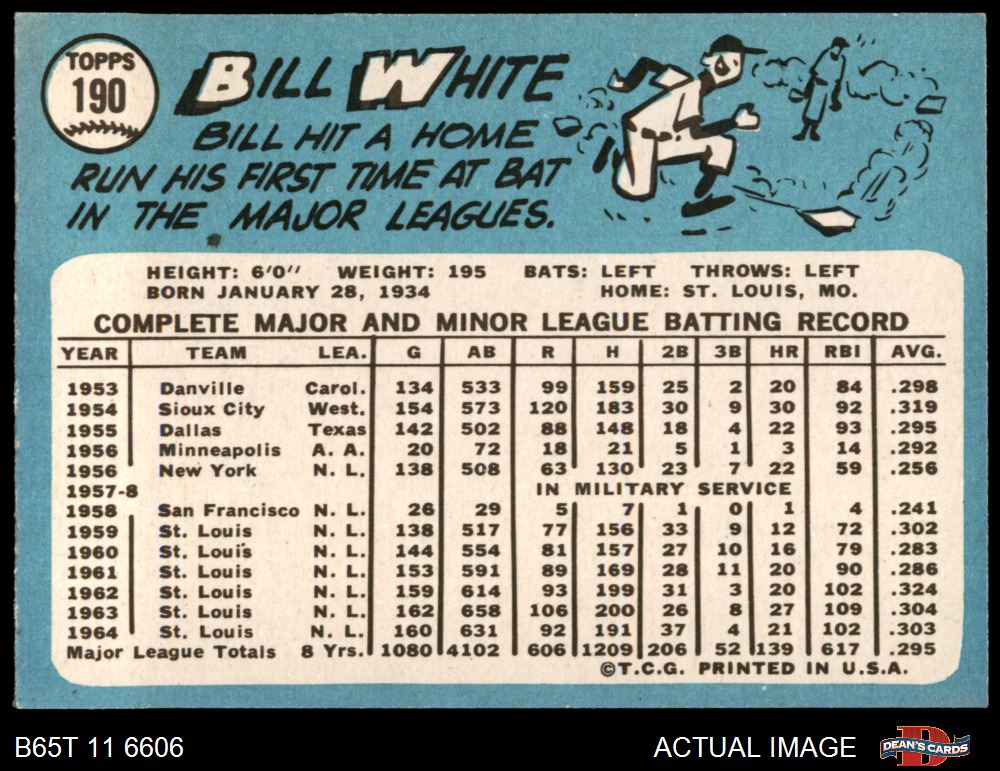 TOPPS
190
BILL WHITE
BILL HIT A HOME
RUN HIS FIRST TIME AT BAT
IN THE MAJOR LEAGUES.
HEIGHT: 6'0" WEIGHT: 195 BATS: LEFT THROWS: LEFT
BORN JANUARY 28, 1934 HOME: ST. LOUIS, MO.
COMPLETE MAJOR AND MINOR LEAGUE BATTING RECORD
YEAR TEAM LEA. G AB R H 2B 3B HR RBI AVG.
1953 Danville Carol. 134 533 99 159 25 2 20 84 .298
1954 Sioux City West. 154 573 120 183 30 9 30 92 .319
1955 Dallas Texas 142 502 88 148 18 4 22 93 .295
1956 Minneapolis A. A. 20 72 18 21 5 1 3 14 .292
1956 New York N. L. 138 508 63 130 23 7 22 59 .256
1957-8 IN MILITARY SERVICE
1958 San Francisco N. L. 26 29 5 7 1 0 1 4 .241
1959 St. Louis N. L. 138 517 77 156 33 9 12 72 .302
1960 St. Louis N. L. 144 554 81 157 27 10 16 79 .283
1961 St. Louis N. L. 153 591 89 169 28 11 20 90 .286
1962 St. Louis N. L. 159 614 93 199 31 3 20 102 .324
1963 St. Louis N. L. 162 658 106 200 26 8 27 109 .304
1964 St. Louis N. L. 160 631 92 191 37 4 21 102 .303
Major League Totals 8 Yrs. 1080 4102 606 1209 206 52 139 617 .295
©T.C.G. PRINTED IN U.S.A.
B65T 11 6606 ACTUAL IMAGE DEAN'S CARDS